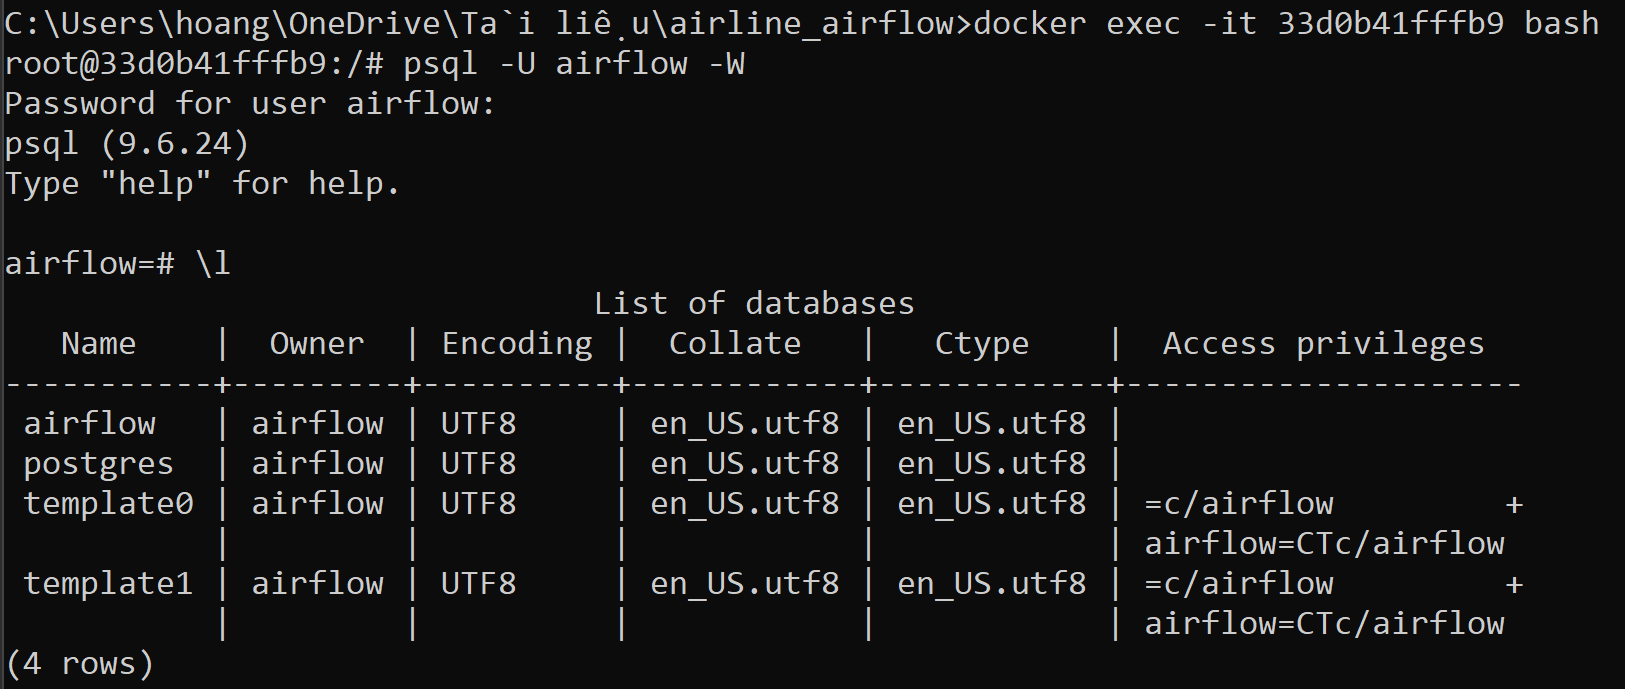 C:\Users\hoang\OneDrive\Ta`i liê ̣u\airline_airflow>docker exec -it 33d0b41fffb9 bash
root@33d0b41fffb9:/# psql -U airflow -W
Password for user airflow:
psql (9.6.24)
Type "help" for help.

airflow=# \l
                               List of databases
   Name    |  Owner  | Encoding |  Collate   |   Ctype    |  Access privileges
-----------+---------+----------+------------+------------+---------------------
 airflow   | airflow | UTF8     | en_US.utf8 | en_US.utf8 |
 postgres  | airflow | UTF8     | en_US.utf8 | en_US.utf8 |
 template0 | airflow | UTF8     | en_US.utf8 | en_US.utf8 | =c/airflow         +
           |         |          |            |            | airflow=CTc/airflow
 template1 | airflow | UTF8     | en_US.utf8 | en_US.utf8 | =c/airflow         +
           |         |          |            |            | airflow=CTc/airflow
(4 rows)